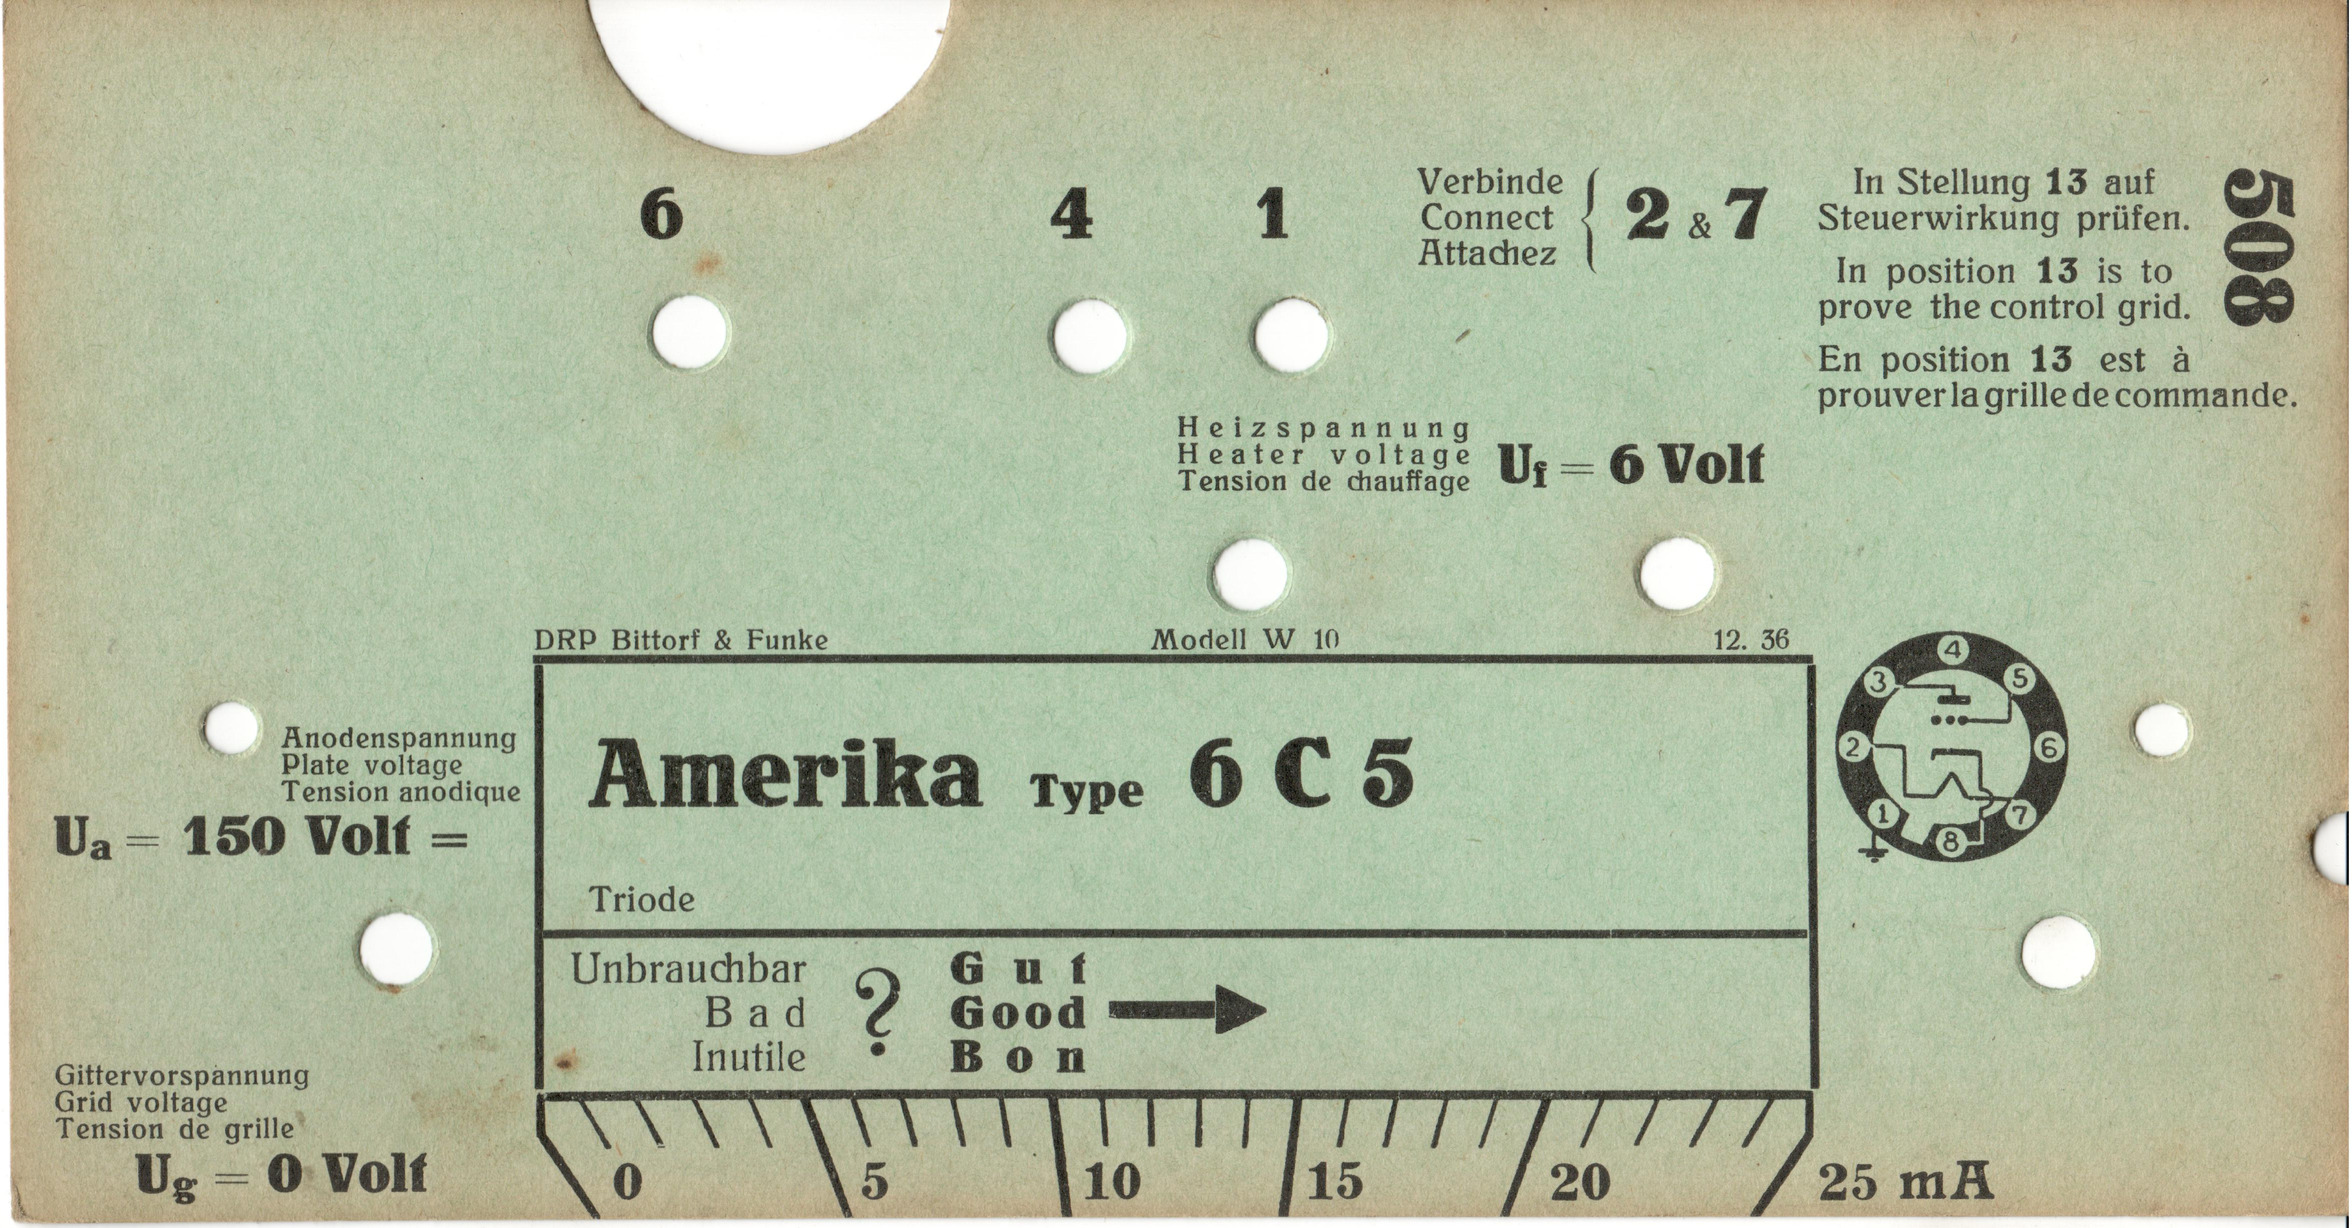 6 4 1
Verbinde
Connect
Attachez
2 & 7
In Stellung 13 auf
Steuerwirkung prüfen.
In position 13 is to
prove the control grid.
En position 13 est à
prouver la grille de commande.
508
Heizspannung
Heater voltage
Tension de chauffage
Uf = 6 Volt
DRP Bittorf & Funke Modell W 10 12. 36
Anodenspannung
Plate voltage
Tension anodique
Ua = 150 Volt =
Amerika Type 6 C 5
Triode
1 2 3 4 5 6 7 8
Unbrauchbar
Bad
Inutile
?
Gut
Good
Bon
Gittervorspannung
Grid voltage
Tension de grille
Ug = 0 Volt
0 5 10 15 20 25 mA